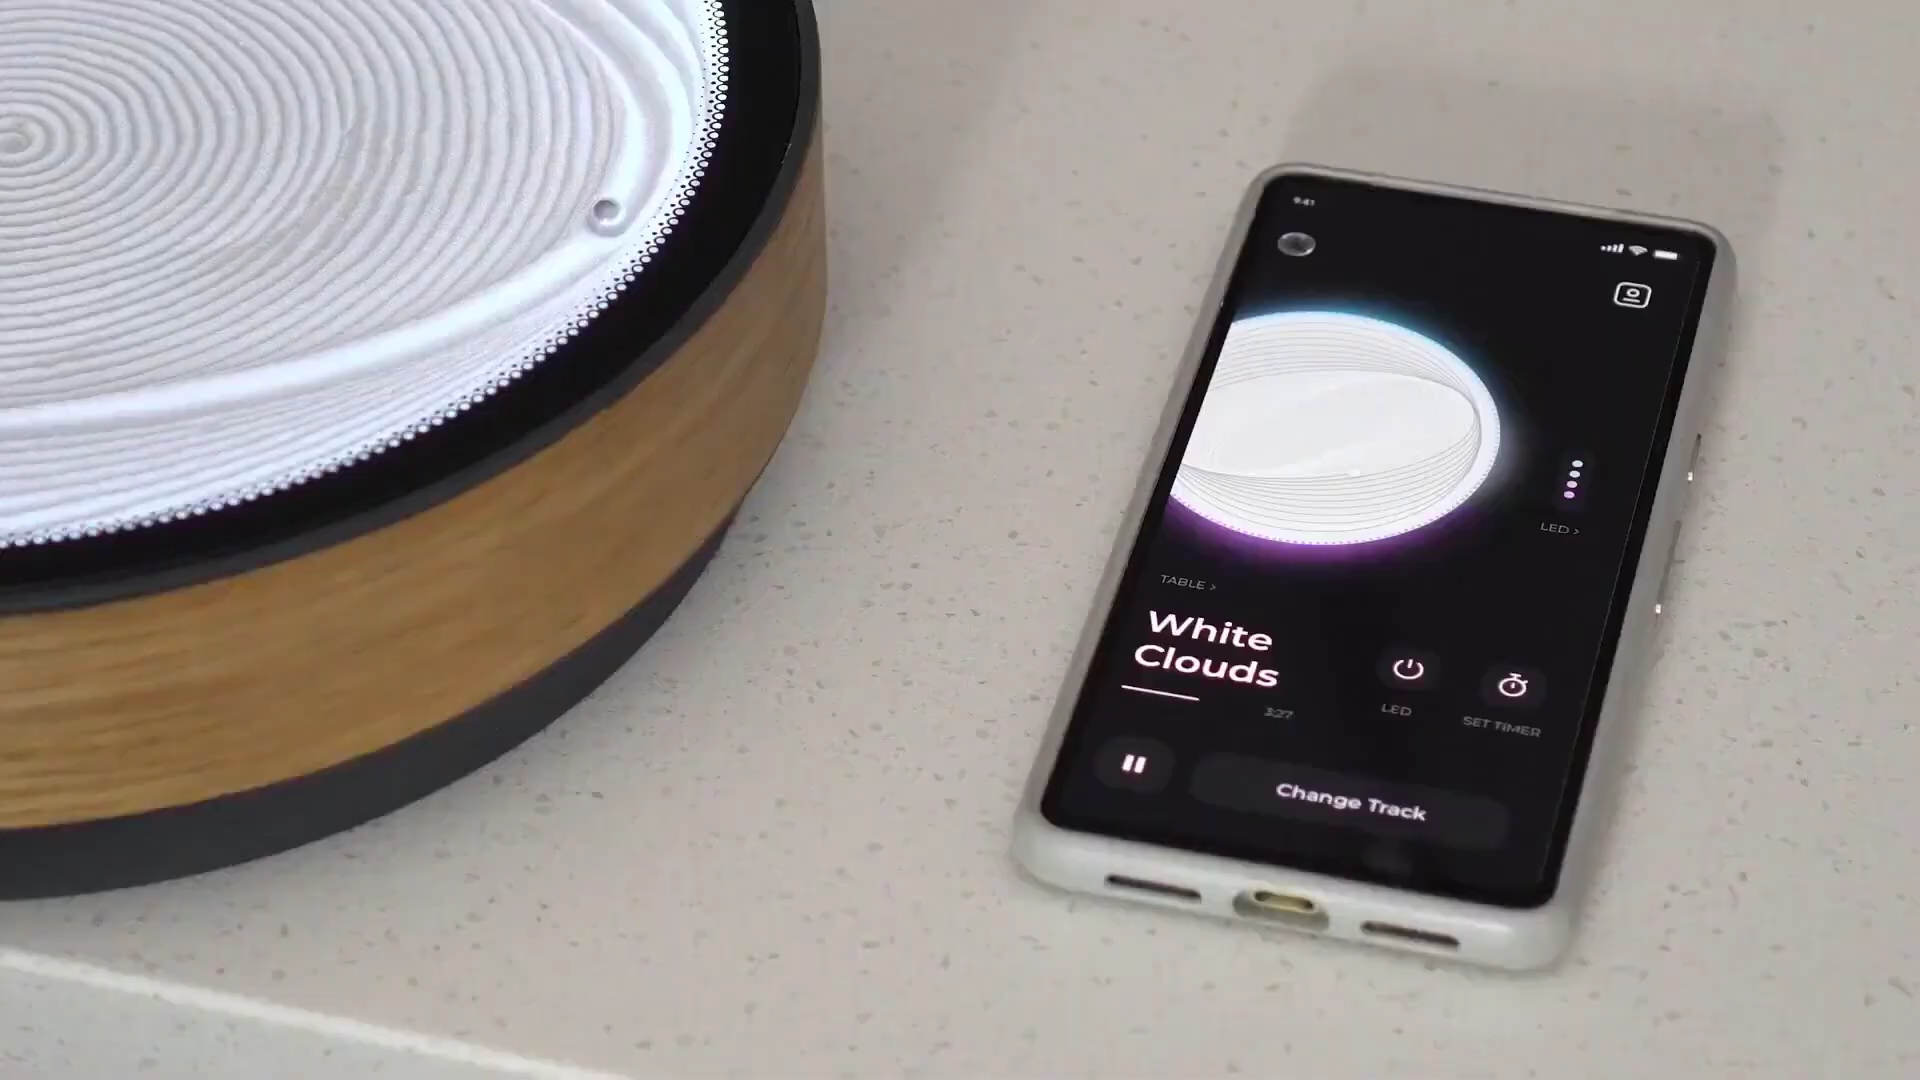 9:41
LED >
TABLE >
White
Clouds
3:27
LED
SET TIMER
Change Track